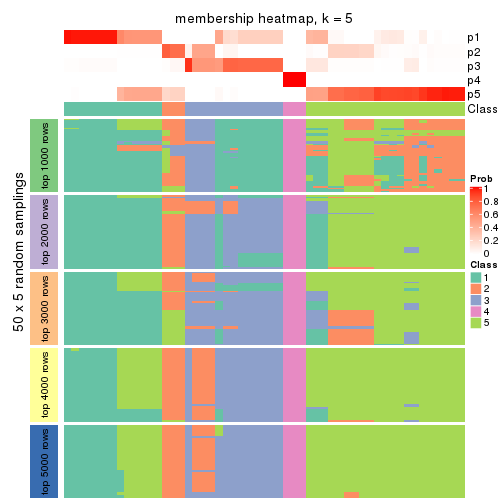 membership heatmap, k = 5
p1
p2
p3
p4
p5
Class
50 x 5 random samplings
top 1000 rows
top 2000 rows
top 3000 rows
top 4000 rows
top 5000 rows
Prob
1
0.8
0.6
0.4
0.2
0
Class
1
2
3
4
5